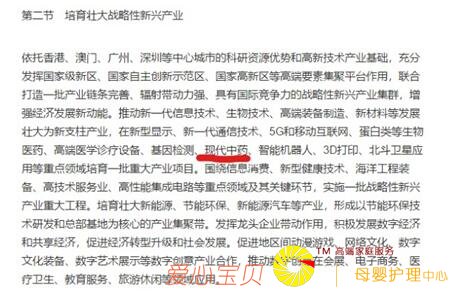 第二节　培育壮大战略性新兴产业
依托香港、澳门、广州、深圳等中心城市的科研资源优势和高新技术产业基础，充分
发挥国家级新区、国家自主创新示范区、国家高新区等高端要素集聚平台作用，联合
打造一批产业链条完善、辐射带动力强、具有国际竞争力的战略性新兴产业集群，增
强经济发展新动能。推动新一代信息技术、生物技术、高端装备制造、新材料等发展
壮大为新支柱产业，在新型显示、新一代通信技术、5G和移动互联网、蛋白类等生物
医药、高端医学诊疗设备、基因检测、现代中药、智能机器人、3D打印、北斗卫星应
用等重点领域培育一批重大产业项目。围绕信息消费、新型健康技术、海洋工程装
备、高技术服务业、高性能集成电路等重点领域及其关键环节，实施一批战略性新兴
产业重大工程。培育壮大新能源、节能环保、新能源汽车等产业，形成以节能环保技
术研发和总部基地为核心的产业集聚带。发挥龙头企业带动作用，积极发展数字经济
和共享经济，促进经济转型升级和社会发展。促进地区间动漫游戏、网络文化、数字
文化装备、数字艺术展示等数字创意产业合作，推动数字创意在会展、电子商务、医
疗卫生、教育服务、旅游休闲等领域应用。
爱心宝贝
TM 高端家庭服务
母婴护理中心